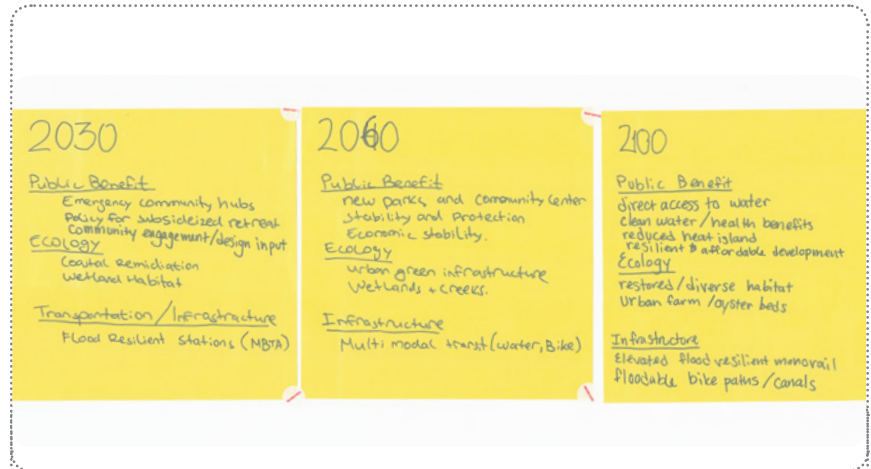 2030
Public Benefit
Emergency community hubs
Policy for subsideized retreat
Community engagement/design input
Ecology
Coastal Remidiation
Wetland Habitat
Transportation/Infrastracture
Flood Resilient Stations (MBTA)
2060
Public Benefit
new parks and Community Center
Stability and Protection
Economic stability.
Ecology
Urban green infrastructure
Wetlands + Creeks.
Infrastructure
Multi modal transit (water, Bike)
2100
Public Benefit
direct access to water
clean water/health benefits
reduced heat island
resilient & affordable development
Ecology
restored/diverse habitat
Urban farm/oyster beds
Infrastructure
Elevated flood resilient monorail
floodable bike paths/canals